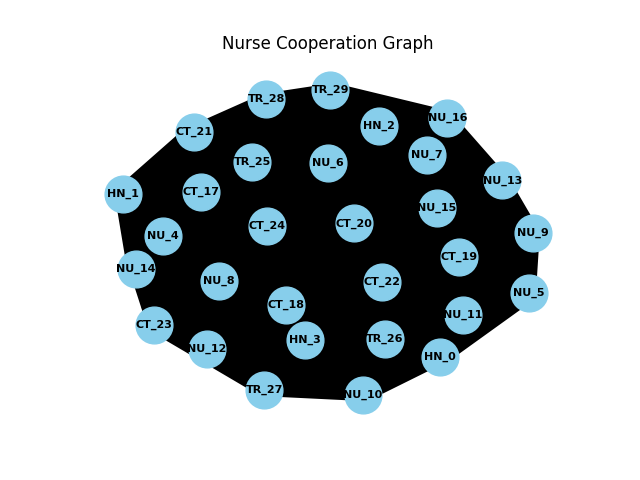 Nurse Cooperation Graph
TR_29
TR_28
NU_16
HN_2
CT_21
NU_7
TR_25
NU_6
NU_13
CT_17
HN_1
NU_15
CT_20
CT_24
NU_9
NU_4
CT_19
NU_14
NU_8
CT_22
NU_5
CT_18
NU_11
CT_23
TR_26
HN_3
NU_12
HN_0
TR_27
NU_10